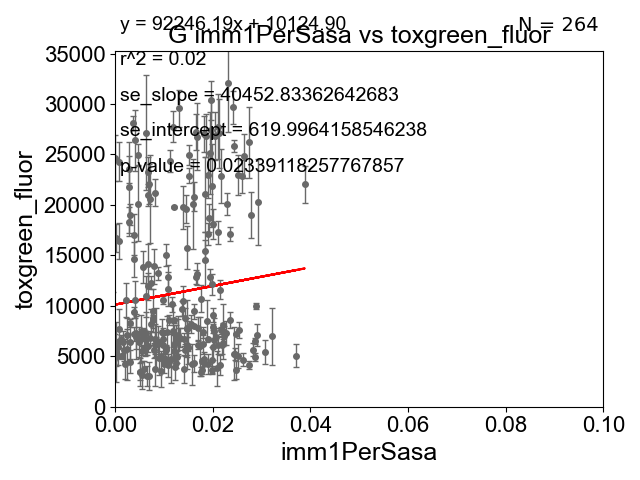 y = 92246.19x + 10124.90
N = 264
G imm1PerSasa vs toxgreen_fluor
r^2 = 0.02
se_slope = 40452.83362642683
se_intercept = 619.9964158546238
p-value = 0.02339118257767857
35000
30000
25000
20000
15000
10000
5000
0
toxgreen_fluor
0.00
0.02
0.04
0.06
0.08
0.10
imm1PerSasa